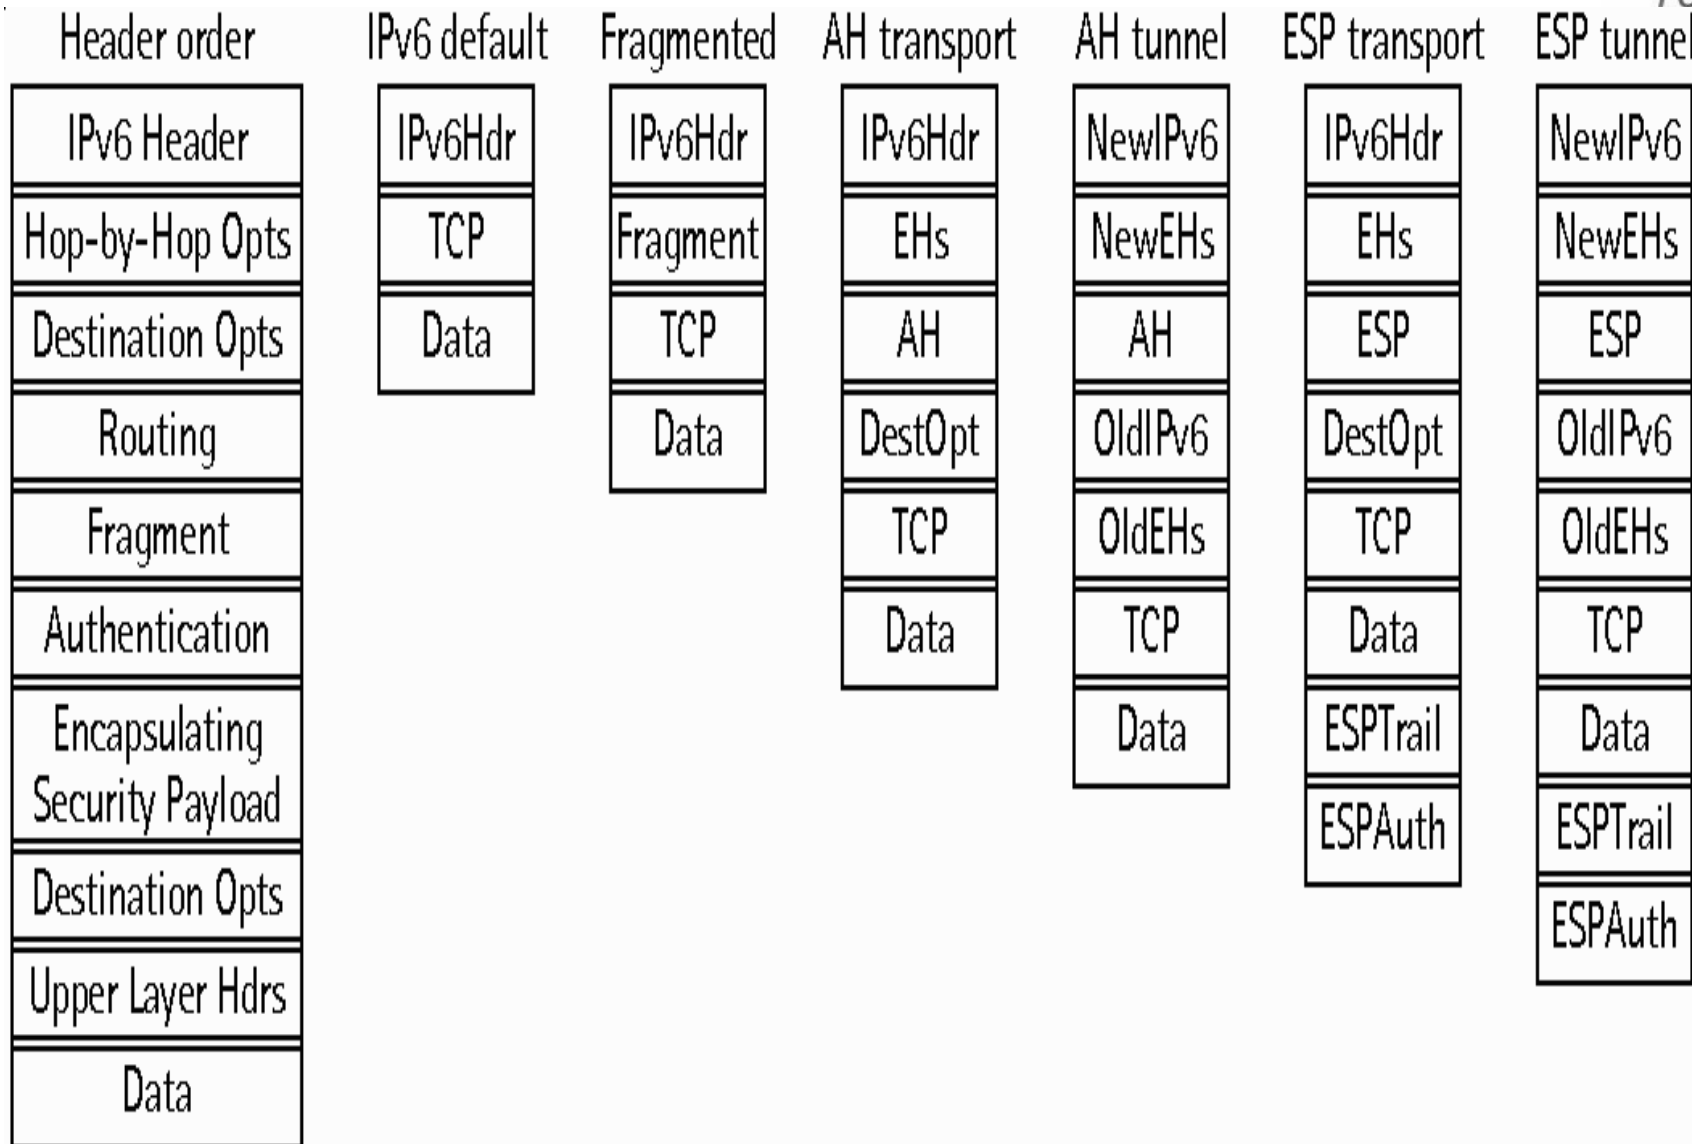 Header order
IPv6 Header
Hop-by-Hop Opts
Destination Opts
Routing
Fragment
Authentication
Encapsulating
Security Payload
Destination Opts
Upper Layer Hdrs
Data
IPv6 default
IPv6Hdr
TCP
Data
Fragmented
IPv6Hdr
Fragment
TCP
Data
AH transport
IPv6Hdr
EHs
AH
DestOpt
TCP
Data
AH tunnel
NewIPv6
NewEHs
AH
OldIPv6
OldEHs
TCP
Data
ESP transport
IPv6Hdr
EHs
ESP
DestOpt
TCP
Data
ESPTrail
ESPAuth
ESP tunnel
NewIPv6
NewEHs
ESP
OldIPv6
OldEHs
TCP
Data
ESPTrail
ESPAuth